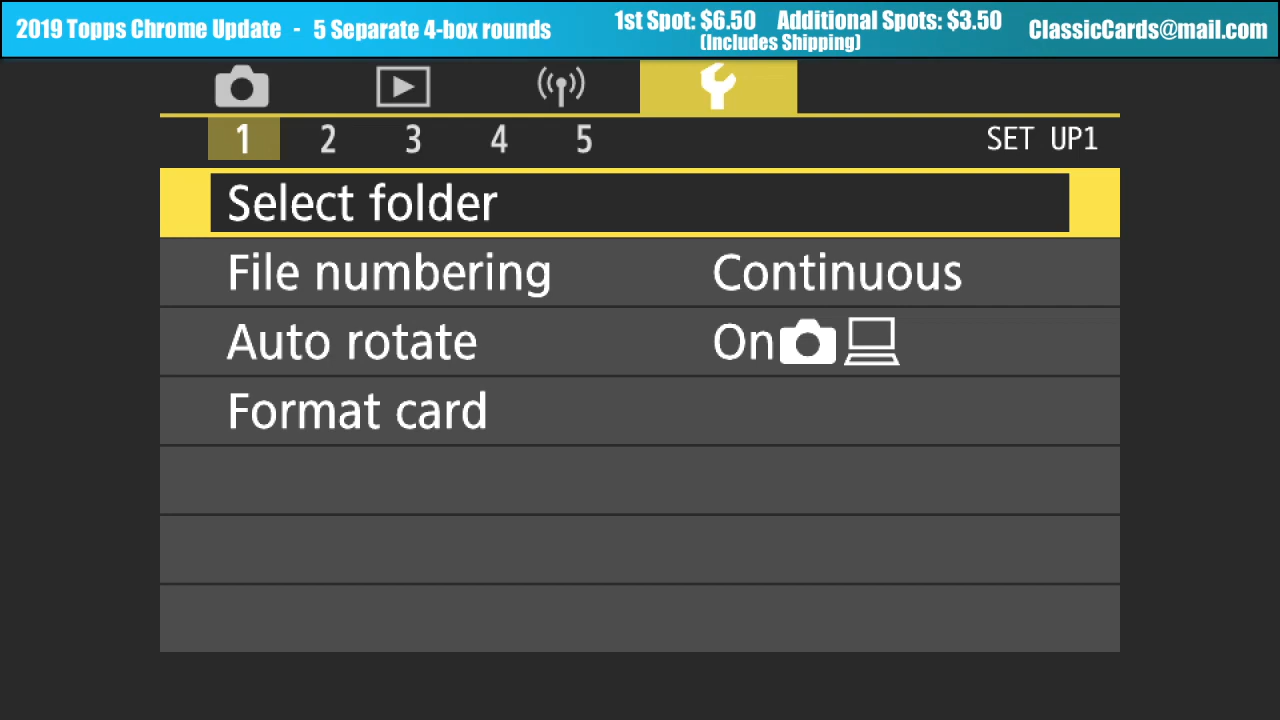 2019 Topps Chrome Update - 5 Separate 4-box rounds
1st Spot: $6.50 Additional Spots: $3.50
(Includes Shipping)
ClassicCards@mail.com
1 2 3 4 5 SET UP1
Select folder
File numbering Continuous
Auto rotate On
Format card